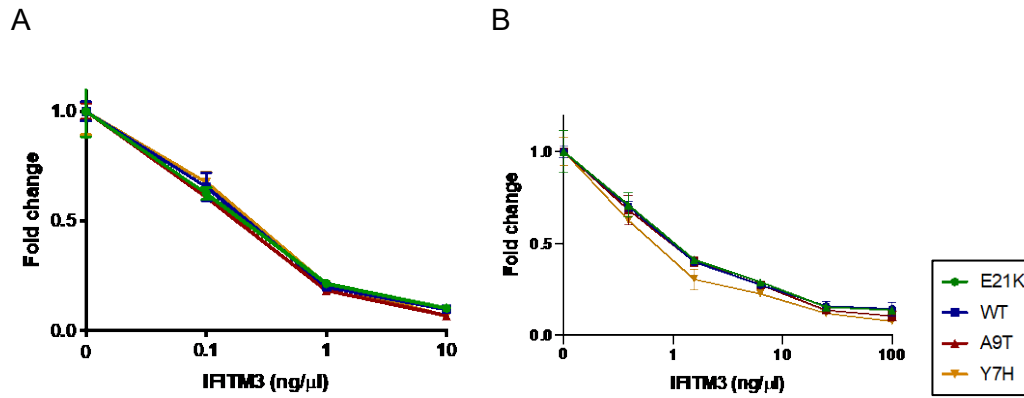 A
B
Fold change
1.0
0.5
0.0
0
0.1
1
10
IFITM3 (ng/μl)
Fold change
1.0
0.5
0.0
0
1
10
100
IFITM3 (ng/μl)
E21K
WT
A9T
Y7H